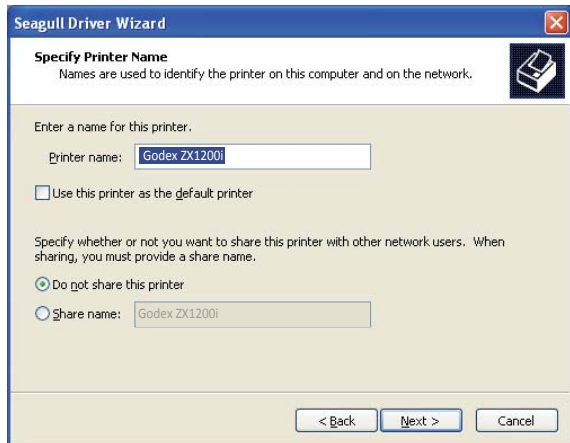 Seagull Driver Wizard
Specify Printer Name
Names are used to identify the printer on this computer and on the network.
Enter a name for this printer.
Printer name: Godex ZX1200i
Use this printer as the default printer
Specify whether or not you want to share this printer with other network users. When
sharing, you must provide a share name.
Do not share this printer
Share name: Godex ZX1200i
< Back Next > Cancel